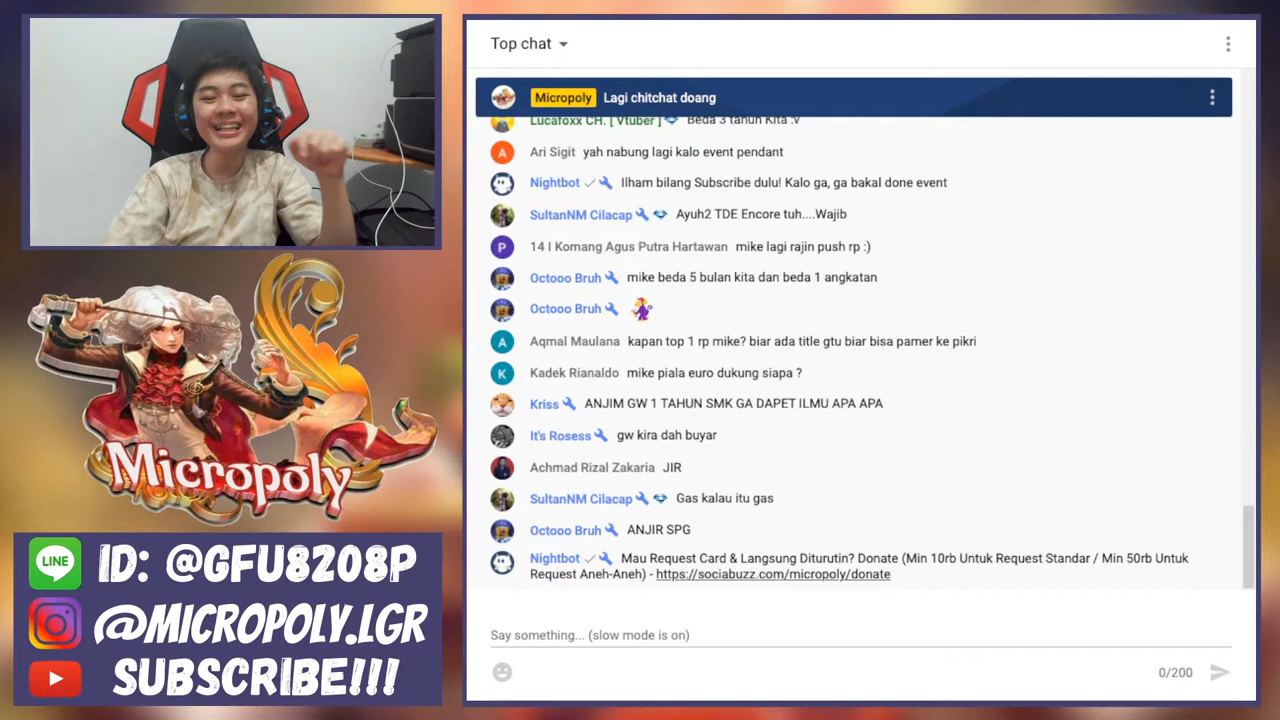 Top chat
Micropoly Lagi chitchat doang
Lucafoxx CH. [ Vtuber ] Beda 3 tahun Kita :v
Ari Sigit yah nabung lagi kalo event pendant
Nightbot Ilham bilang Subscribe dulu! Kalo ga, ga bakal done event
SultanNM Cilacap Ayuh2 TDE Encore tuh....Wajib
P 14 I Komang Agus Putra Hartawan mike lagi rajin push rp :)
Octooo Bruh mike beda 5 bulan kita dan beda 1 angkatan
Octooo Bruh
A Aqmal Maulana kapan top 1 rp mike? biar ada title gtu biar bisa pamer ke pikri
K Kadek Rianaldo mike piala euro dukung siapa ?
Kriss ANJIM GW 1 TAHUN SMK GA DAPET ILMU APA APA
It's Rosess gw kira dah buyar
Achmad Rizal Zakaria JIR
SultanNM Cilacap Gas kalau itu gas
Octooo Bruh ANJIR SPG
Nightbot Mau Request Card & Langsung Diturutin? Donate (Min 10rb Untuk Request Standar / Min 50rb Untuk
Request Aneh-Aneh) - https://sociabuzz.com/micropoly/donate
Say something... (slow mode is on)
0/200
Micropoly
LINE ID: @GFU8208P
@MICROPOLY.LGR
SUBSCRIBE!!!